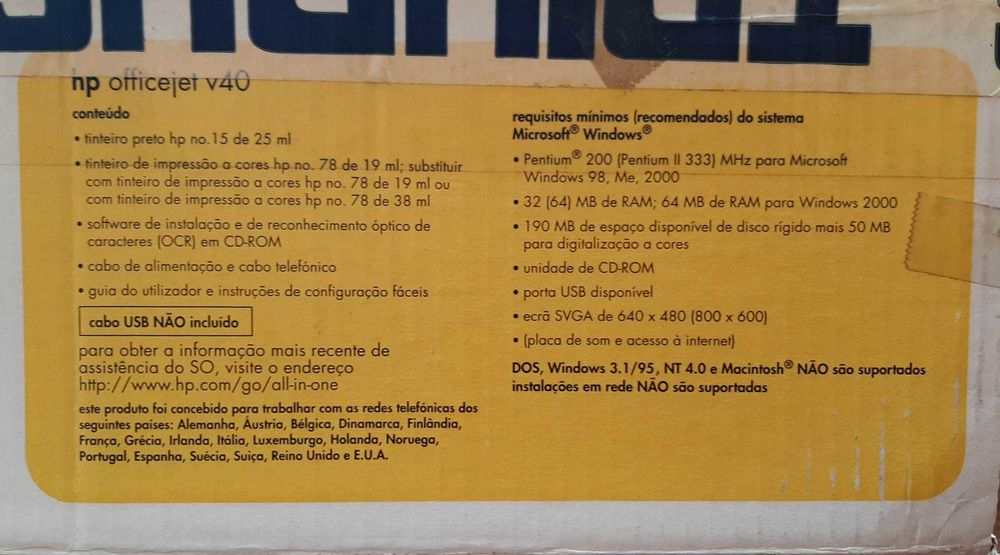 hp officejet v40
conteúdo
• tinteiro preto hp no. 15 de 25 ml
• tinteiro de impressão a cores hp no. 78 de 19 ml; substituir
com tinteiro de impressão a cores hp no. 78 de 19 ml ou
com tinteiro de impressão a cores hp no. 78 de 38 ml
• software de instalação e de reconhecimento óptico de
caracteres (OCR) em CD-ROM
• cabo de alimentação e cabo telefónico
• guia do utilizador e instruções de configuração fáceis
cabo USB NÃO incluído
para obter a informação mais recente de
assistência do SO, visite o endereço
http://www.hp.com/go/all-in-one
este produto foi concebido para trabalhar com as redes telefónicas dos
seguintes países: Alemanha, Áustria, Bélgica, Dinamarca, Finlândia,
França, Grécia, Irlanda, Itália, Luxemburgo, Holanda, Noruega,
Portugal, Espanha, Suécia, Suiça, Reino Unido e E.U.A.
requisitos mínimos (recomendados) do sistema
Microsoft® Windows®
• Pentium® 200 (Pentium II 333) MHz para Microsoft
Windows 98, Me, 2000
• 32 (64) MB de RAM; 64 MB de RAM para Windows 2000
• 190 MB de espaço disponível de disco rígido mais 50 MB
para digitalização a cores
• unidade de CD-ROM
• porta USB disponível
• ecrã SVGA de 640 x 480 (800 x 600)
• (placa de som e acesso à internet)
DOS, Windows 3.1/95, NT 4.0 e Macintosh® NÃO são suportados
instalações em rede NÃO são suportadas